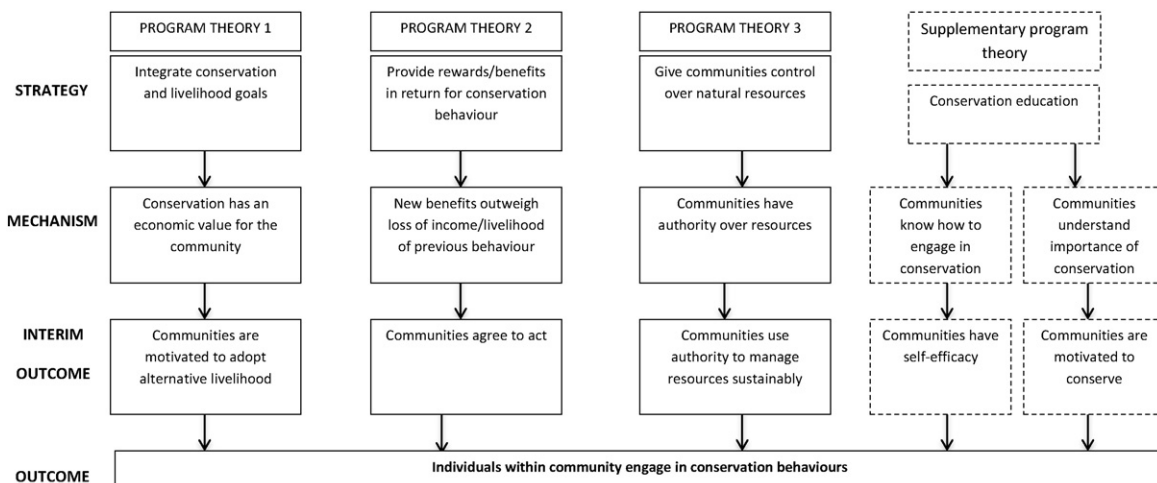 PROGRAM THEORY 1
PROGRAM THEORY 2
PROGRAM THEORY 3
Supplementary program
theory
STRATEGY
Integrate conservation
and livelihood goals
Provide rewards/benefits
in return for conservation
behaviour
Give communities control
over natural resources
Conservation education
MECHANISM
Conservation has an
economic value for the
community
New benefits outweigh
loss of income/livelihood
of previous behaviour
Communities have
authority over resources
Communities
know how to
engage in
conservation
Communities
understand
importance of
conservation
INTERIM
OUTCOME
Communities are
motivated to adopt
alternative livelihood
Communities agree to act
Communities use
authority to manage
resources sustainably
Communities have
self-efficacy
Communities are
motivated to
conserve
OUTCOME
Individuals within community engage in conservation behaviours